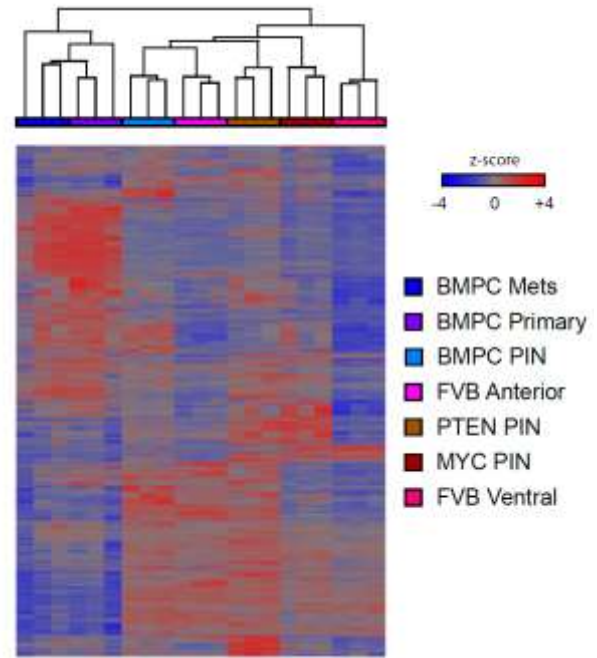 z-score
-4 0 +4
BMPC Mets
BMPC Primary
BMPC PIN
FVB Anterior
PTEN PIN
MYC PIN
FVB Ventral